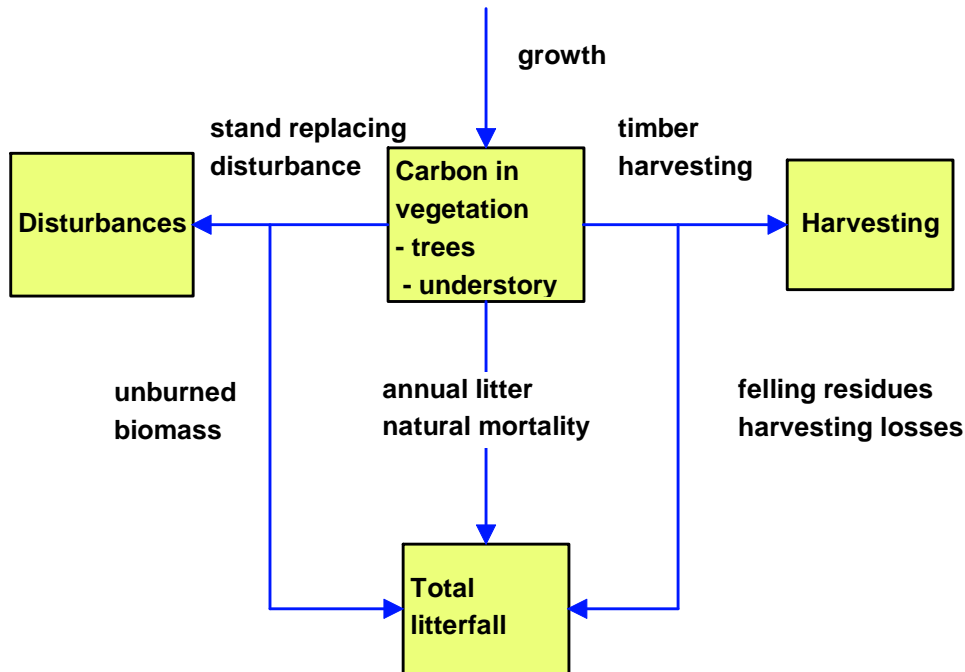 growth
stand replacing
disturbance
timber
harvesting
Disturbances
Carbon in
vegetation
- trees
- understory
Harvesting
unburned
biomass
annual litter
natural mortality
felling residues
harvesting losses
Total
litterfall